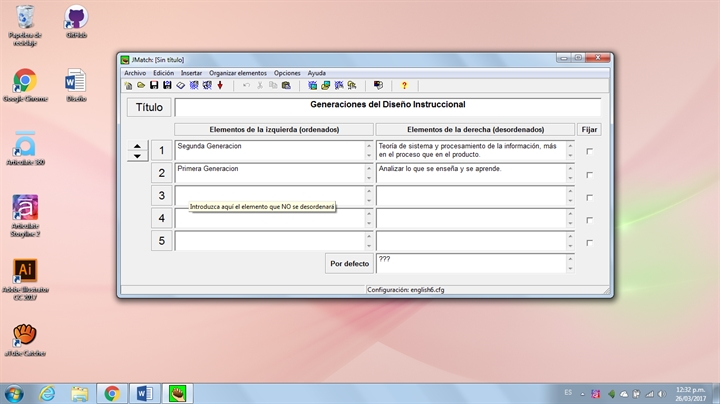 Papelera de
reciclaje
GitHub
Google Chrome
Diseño
Articulate 360
Articulate
Storyline 2
Adobe Illustrator
CC 2017
aTube Catcher
JMatch: [Sin título]
Archivo Edición Insertar Organizar elementos Opciones Ayuda
Título
Generaciones del Diseño Instruccional
Elementos de la izquierda (ordenados)
Elementos de la derecha (desordenados)
Fijar
1
Segunda Generacion
Teoría de sistema y procesamiento de la información, más
en el proceso que en el producto.
2
Primera Generacion
Analizar lo que se enseña y se aprende.
3
Introduzca aquí el elemento que NO se desordenará
4
5
Por defecto
???
Configuración: english6.cfg
ES
12:32 p.m.
26/03/2017